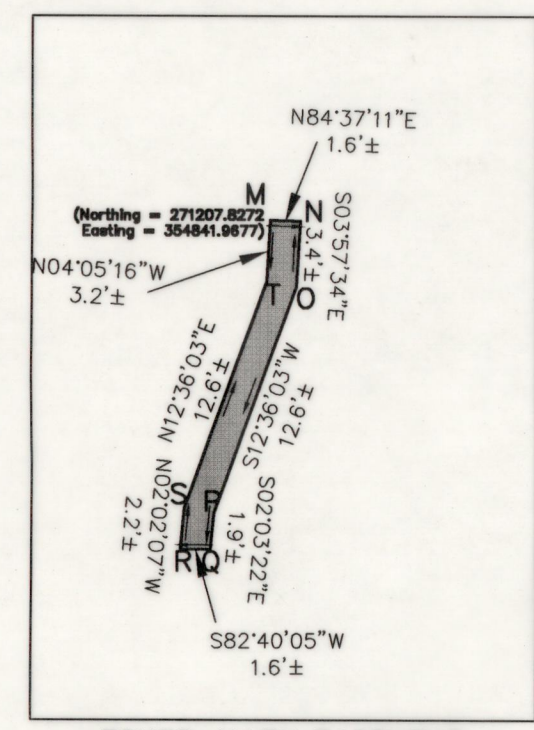 N84°37'11"E
1.6'±
M
(Northing = 271207.8272
Easting = 354841.9677)
N
S03°57'34"E
3.4'±
N04°05'16"W
3.2'±
T
O
N12°36'03"E
12.6'±
S12°36'03"W
12.6'±
S
P
N02°02'07"W
2.2'±
S02°03'22"E
1.9'±
R
Q
S82°40'05"W
1.6'±